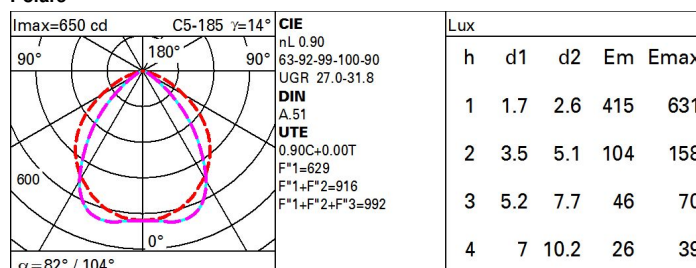 Imax=650 cd C5-185 γ=14°
90° 180° 90°
600
0°
α=82° / 104°
CIE
nL 0.90
63-92-99-100-90
UGR 27.0-31.8
DIN
A.51
UTE
0.90C+0.00T
F"1=629
F"1+F"2=916
F"1+F"2+F"3=992
Lux
h d1 d2 Em Emax
1 1.7 2.6 415 631
2 3.5 5.1 104 158
3 5.2 7.7 46 70
4 7 10.2 26 39